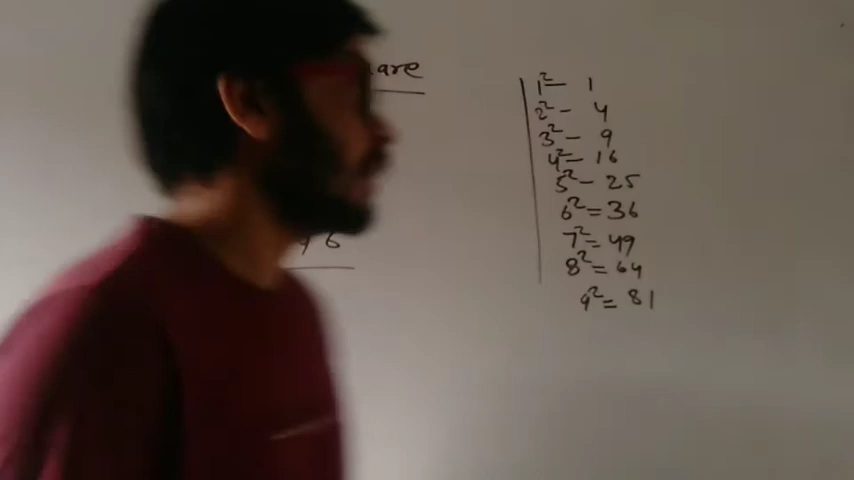 are
1² - 1
2² - 4
3² - 9
4² = 16
5² - 25
6² = 36
7² = 49
8² = 64
9² = 81
96